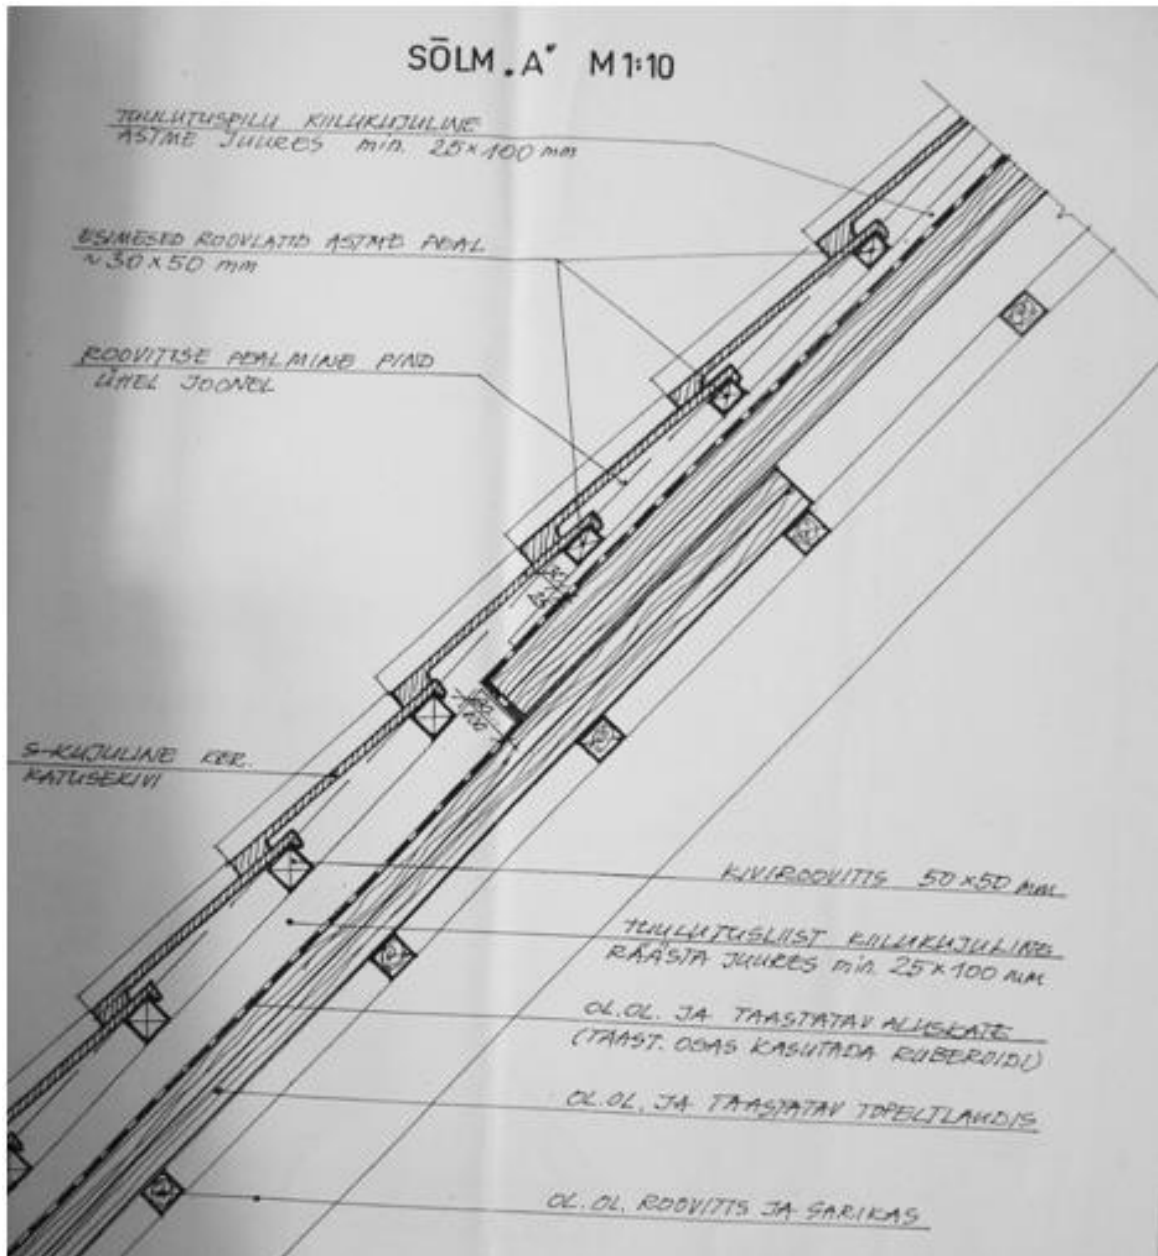 SÕLM „A" M 1:10
TUULUTUSPILU KIILUKUJULINE
ASTME JUURES min. 25×100 mm
ESIMESED ROOVLATID ASTME PEAL
~30×50 mm
ROOVITISE PEALMINE PIND
ÜHEL JOONEL
S-KUJULINE KER.
KATUSEKIVI
KIVIROOVITIS 50×50 mm
TUULUTUSLIIST KIILUKUJULINE
RÄÄSTA JUURES min. 25×100 mm
OL.OL. JA TAASTATAV ALUSKATE
(TAAST. OSAS KASUTADA RUBEROIDI)
OL.OL. JA TAASTATAV TOPELTLAUDIS
OL.OL. ROOVITIS JA SARIKAS